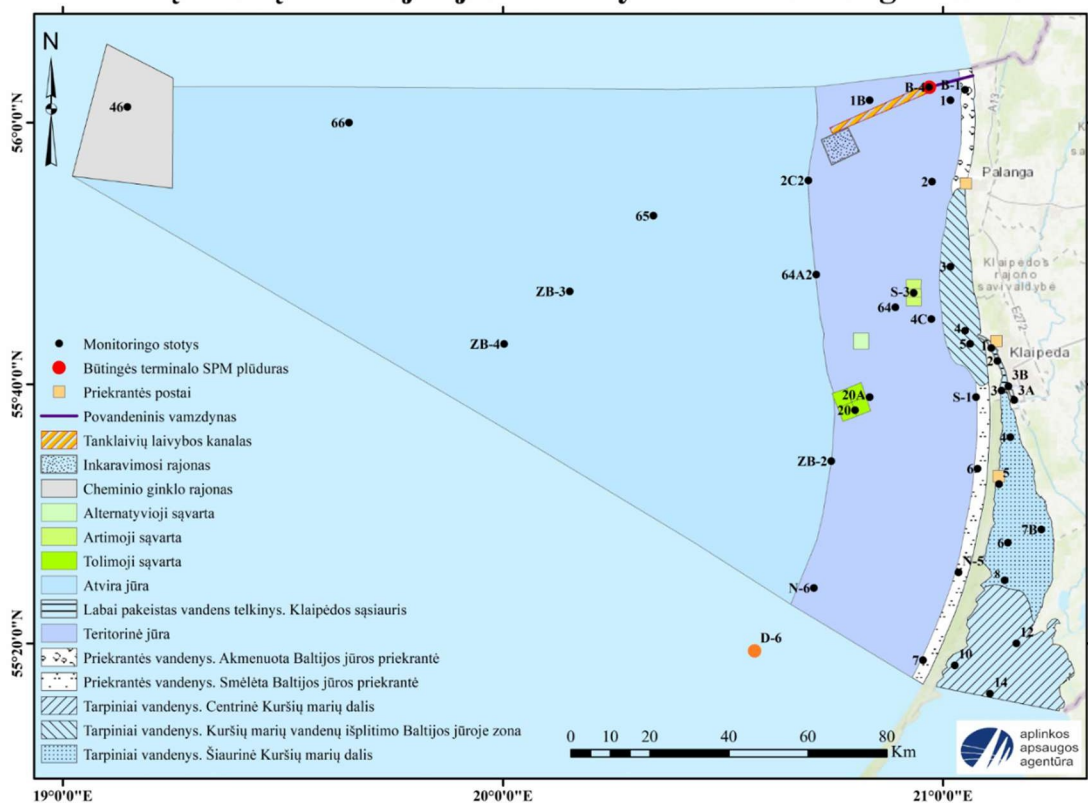 N
46
66
65
ZB-3
ZB-4
1B
B-4
B-1
1
2C2
2
64A2
64
S-3
3
4C
4
5
1
2
3B
3
3A
20A
20
S-1
4
ZB-2
6
5
7B
6
N-5
8
N-6
12
D-6
7
10
14
Palanga
Klaipėdos
rajono
savivaldybė
Klaipėda
A13
E272
Monitoringo stotys
Būtingės terminalo SPM plūduras
Priekrantės postai
Povandeninis vamzdynas
Tanklaivių laivybos kanalas
Inkaravimosi rajonas
Cheminio ginklo rajonas
Alternatyvioji sąvarta
Artimoji sąvarta
Tolimoji sąvarta
Atvira jūra
Labai pakeistas vandens telkinys. Klaipėdos sąsiauris
Teritorinė jūra
Priekrantės vandenys. Akmenuota Baltijos jūros priekrantė
Priekrantės vandenys. Smėlėta Baltijos jūros priekrantė
Tarpiniai vandenys. Centrinė Kuršių marių dalis
Tarpiniai vandenys. Kuršių marių vandenų išplitimo Baltijos jūroje zona
Tarpiniai vandenys. Šiaurinė Kuršių marių dalis
0 10 20 40 60 80
Km
aplinkos
apsaugos
agentūra
56°0'0"N
55°40'0"N
55°20'0"N
19°0'0"E
20°0'0"E
21°0'0"E